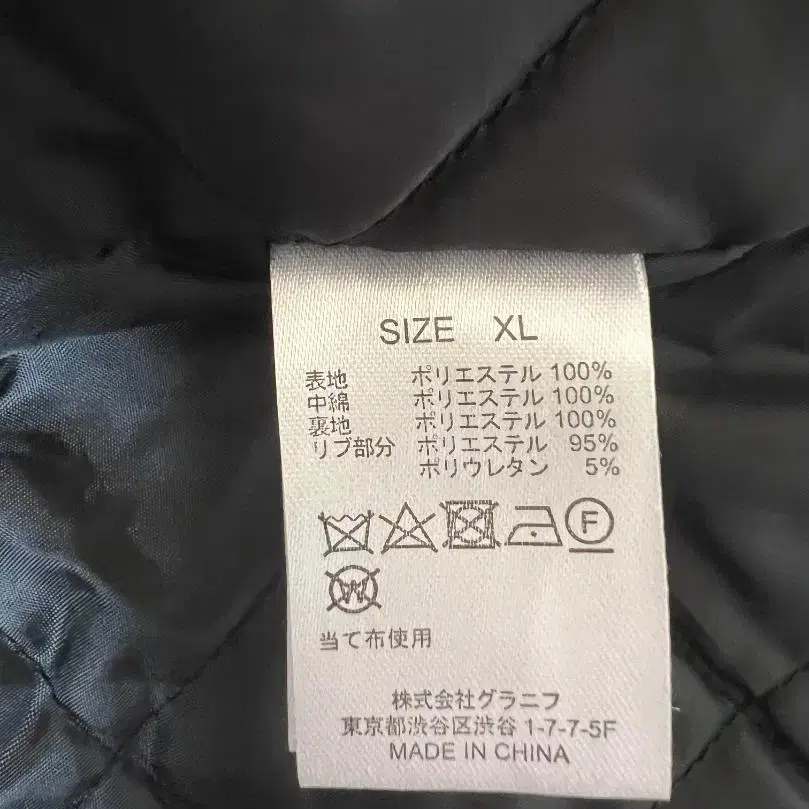 SIZE XL
表地 ポリエステル 100%
中綿 ポリエステル 100%
裏地 ポリエステル 100%
リブ部分 ポリエステル 95%
ポリウレタン 5%
F
W
当て布使用
株式会社グラニフ
東京都渋谷区渋谷 1-7-7-5F
MADE IN CHINA